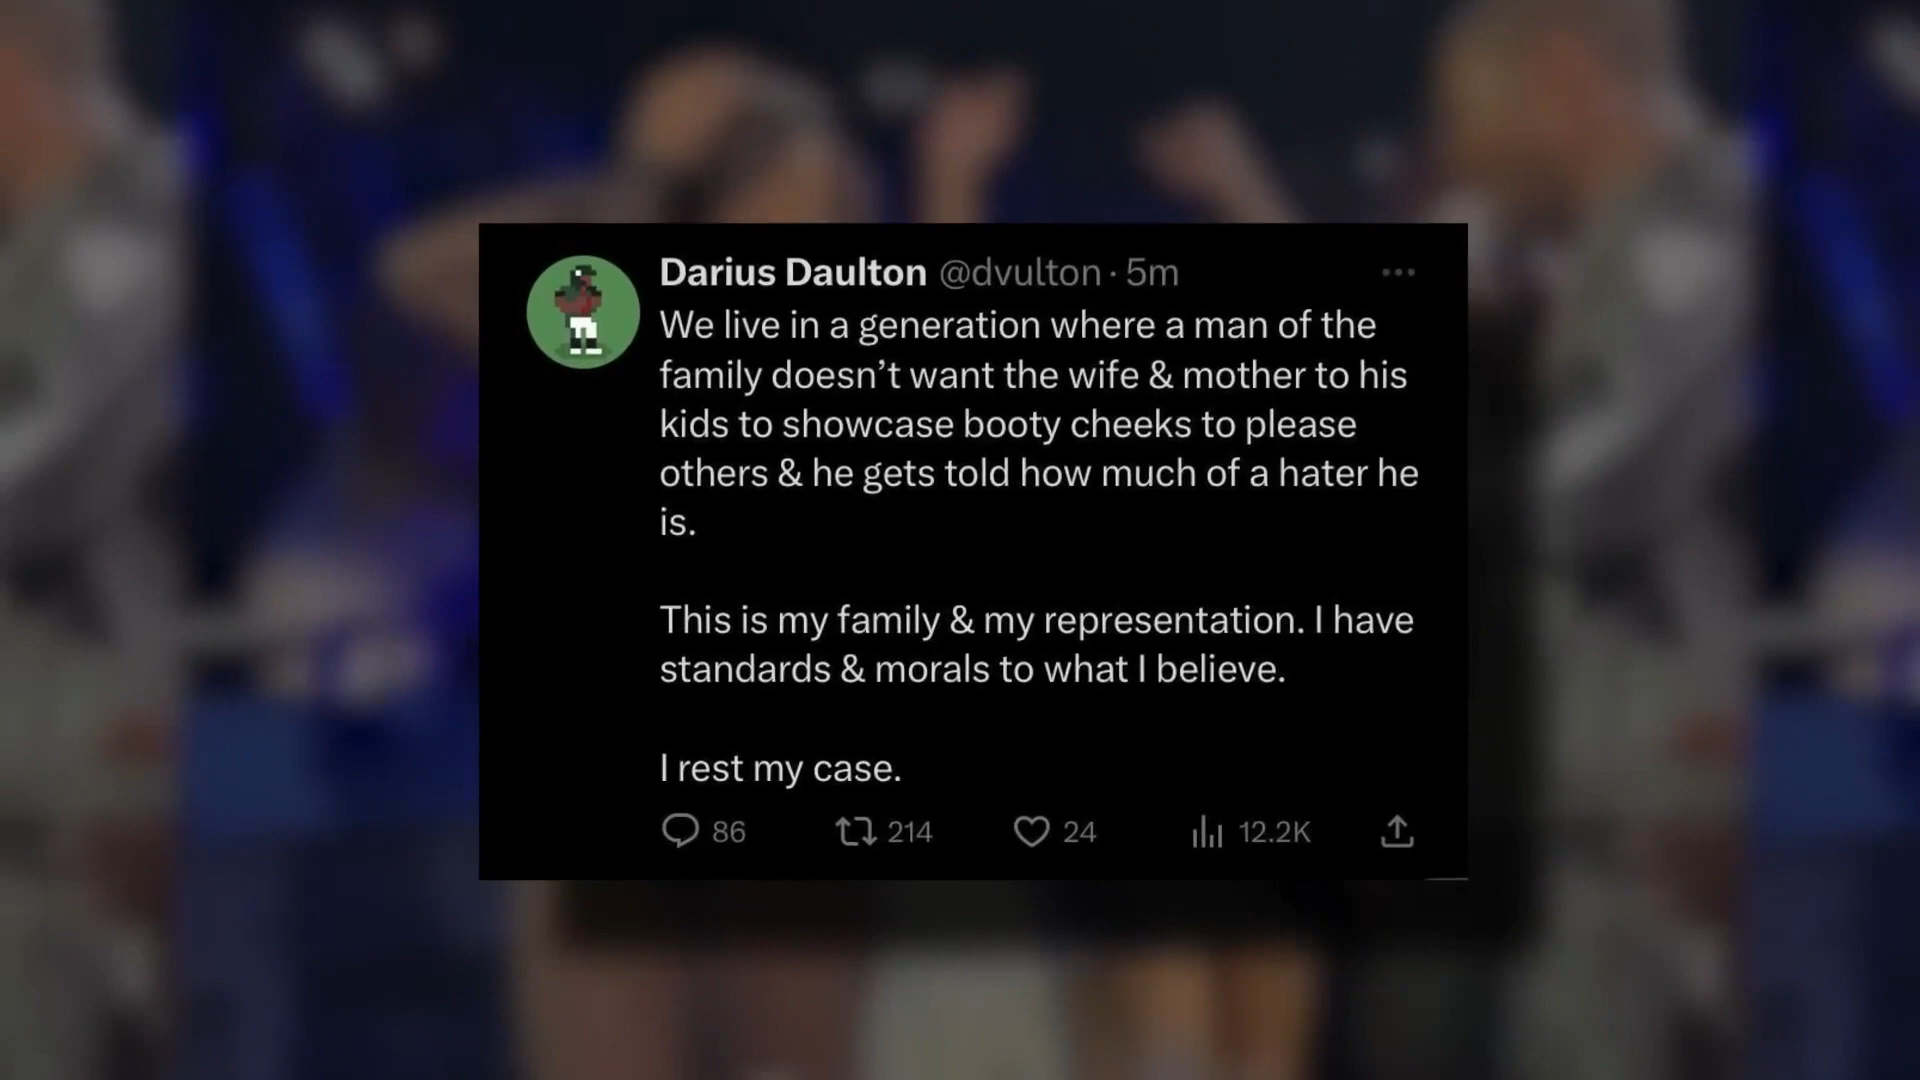 Darius Daulton @dvulton · 5m
We live in a generation where a man of the
family doesn’t want the wife & mother to his
kids to showcase booty cheeks to please
others & he gets told how much of a hater he
is.
This is my family & my representation. I have
standards & morals to what I believe.
I rest my case.
86 214 24 12.2K